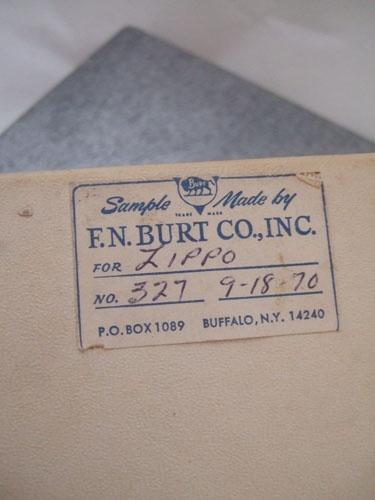 BURT
Sample Made by
TRADE MARK
F.N. BURT CO., INC.
FOR ZIPPO
NO. 327 9-18-70
P.O. BOX 1089 BUFFALO, N.Y. 14240